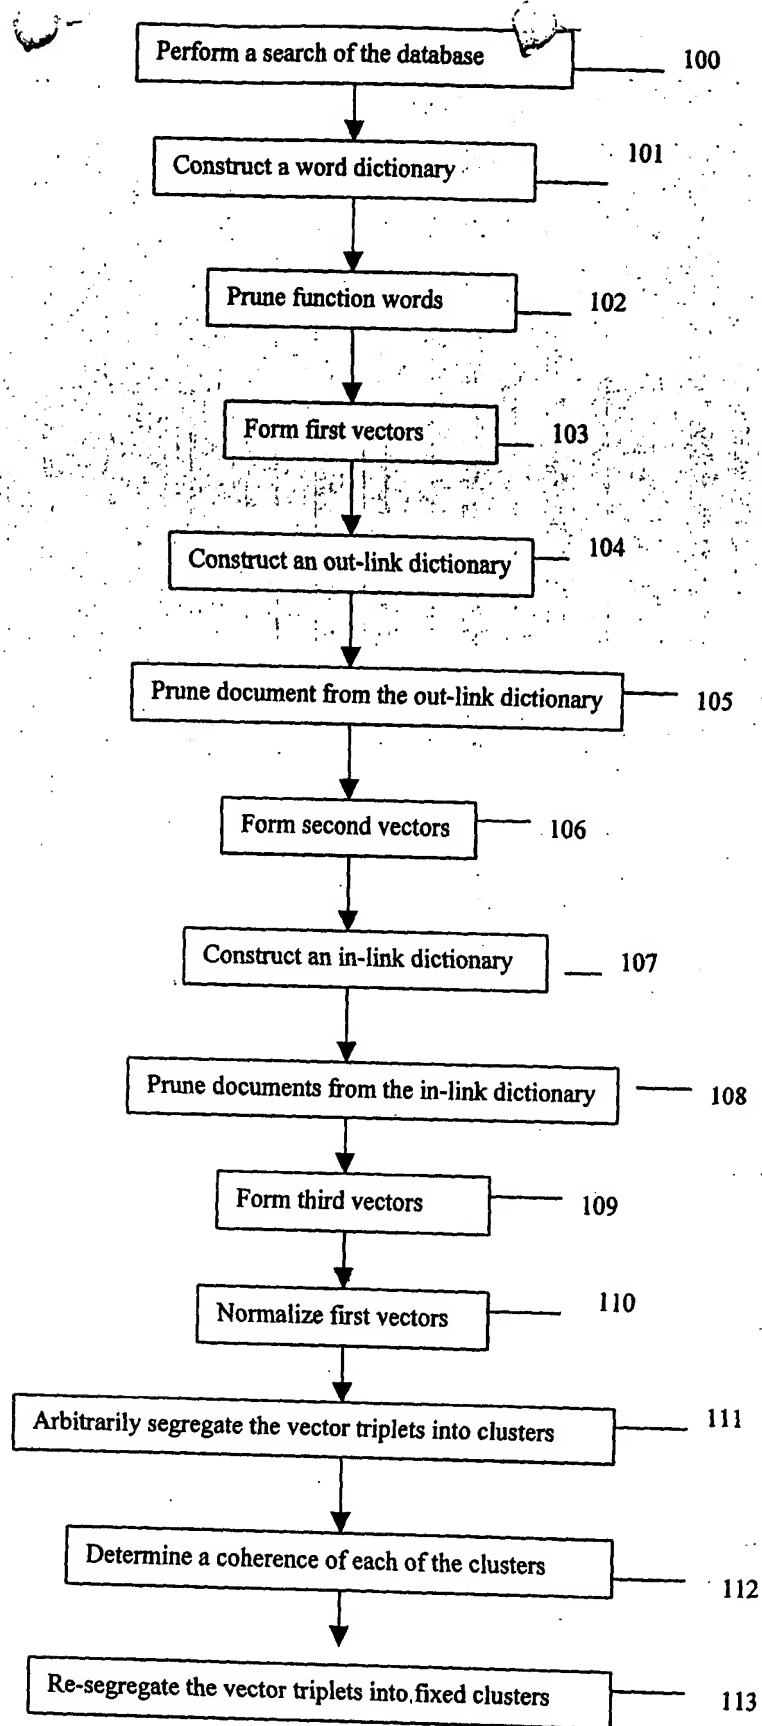 Perform a search of the database 100
Construct a word dictionary 101
Prune function words 102
Form first vectors 103
Construct an out-link dictionary 104
Prune document from the out-link dictionary 105
Form second vectors 106
Construct an in-link dictionary 107
Prune documents from the in-link dictionary 108
Form third vectors 109
Normalize first vectors 110
Arbitrarily segregate the vector triplets into clusters 111
Determine a coherence of each of the clusters 112
Re-segregate the vector triplets into fixed clusters 113